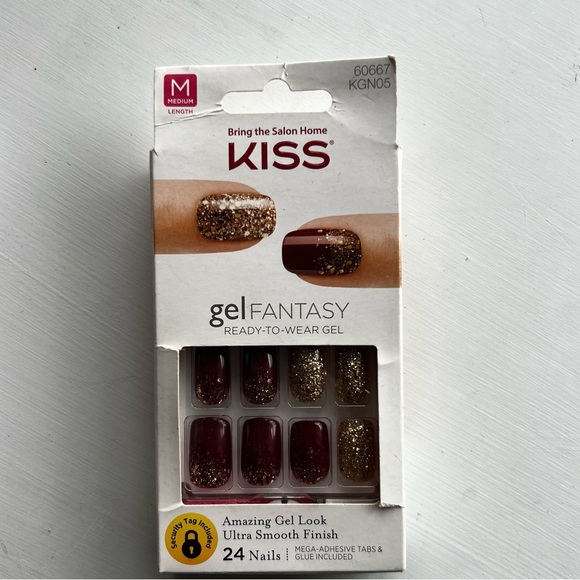 60667
KGN05
M
MEDIUM
LENGTH
Bring the Salon Home
KISS®
gel FANTASY
READY-TO-WEAR GEL
Security Tag Included
Amazing Gel Look
Ultra Smooth Finish
24 Nails
MEGA-ADHESIVE TABS &
GLUE INCLUDED